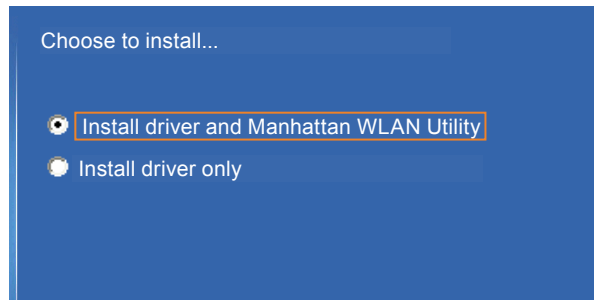 Choose to install...
Install driver and Manhattan WLAN Utility
Install driver only